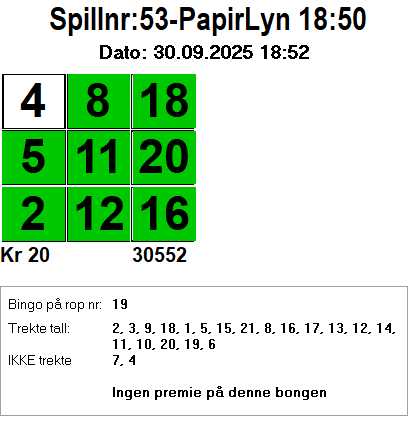 Spillnr:53-PapirLyn 18:50
Dato: 30.09.2025 18:52
4 8 18
5 11 20
2 12 16
Kr 20 30552
Bingo på rop nr: 19
Trekte tall: 2, 3, 9, 18, 1, 5, 15, 21, 8, 16, 17, 13, 12, 14,
11, 10, 20, 19, 6
IKKE trekte 7, 4
Ingen premie på denne bongen